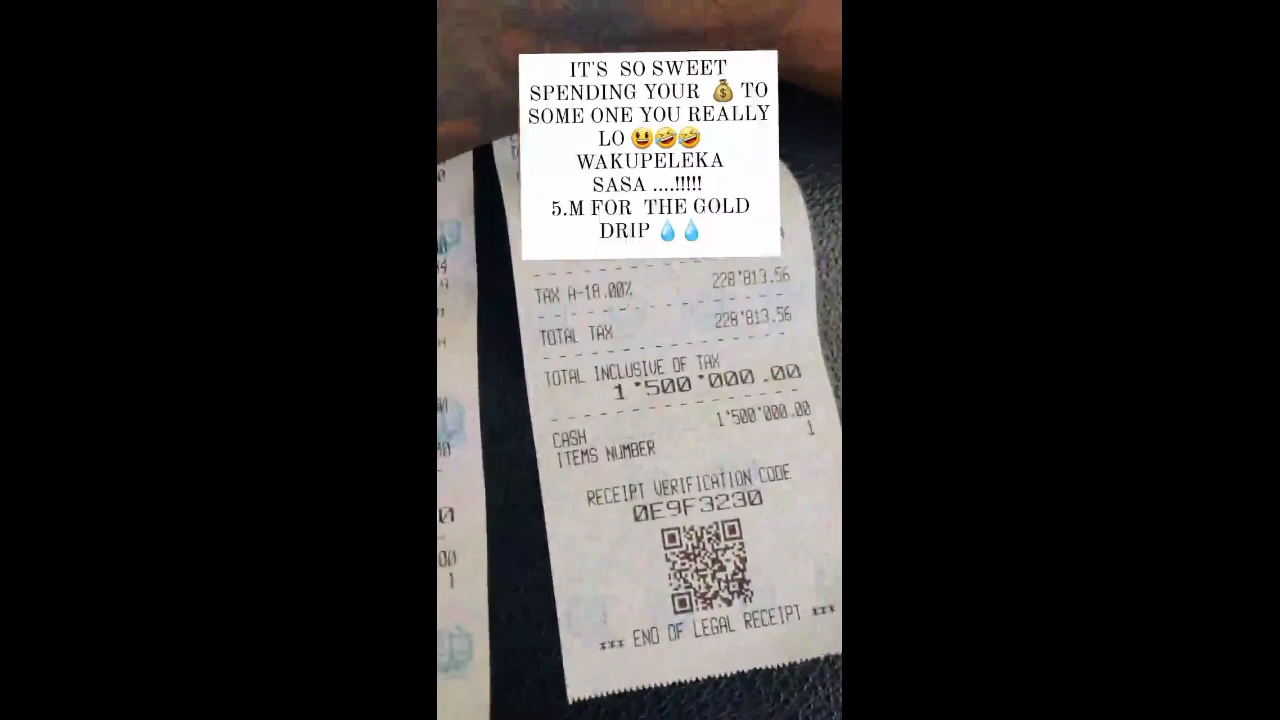 IT'S SO SWEET
SPENDING YOUR 💰 TO
SOME ONE YOU REALLY
LO 😃🤣🤣
WAKUPELEKA
SASA ....!!!!!
5.M FOR THE GOLD
DRIP 💧💧
TAX A-18.00% 228'813.56
TOTAL TAX 228'813.56
TOTAL INCLUSIVE OF TAX
1'500'000.00
CASH 1'500'000.00
ITEMS NUMBER 1
RECEIPT VERIFICATION CODE
0E9F3230
*** END OF LEGAL RECEIPT ***